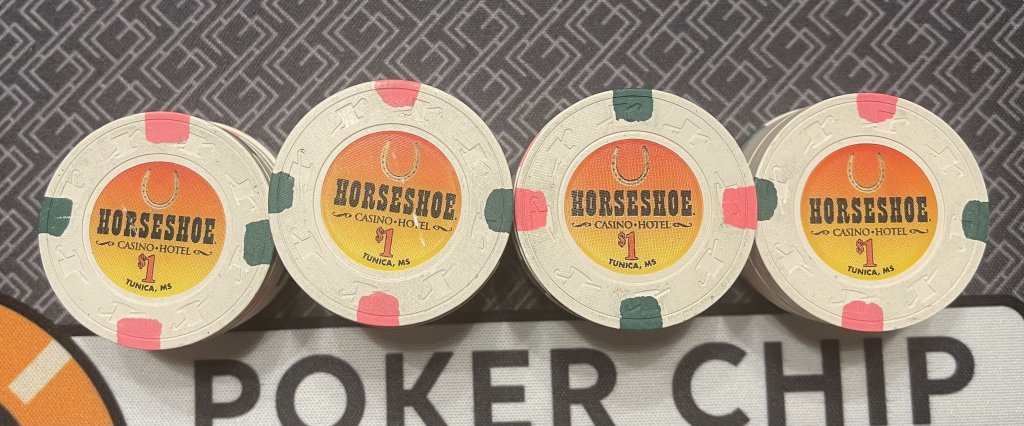 HORSESHOE
CASINO • HOTEL
$1
TUNICA, MS
HORSESHOE
CASINO • HOTEL
$1
TUNICA, MS
HORSESHOE
CASINO • HOTEL
$1
TUNICA, MS
HORSESHOE
CASINO • HOTEL
$1
TUNICA, MS
POKER CHIP